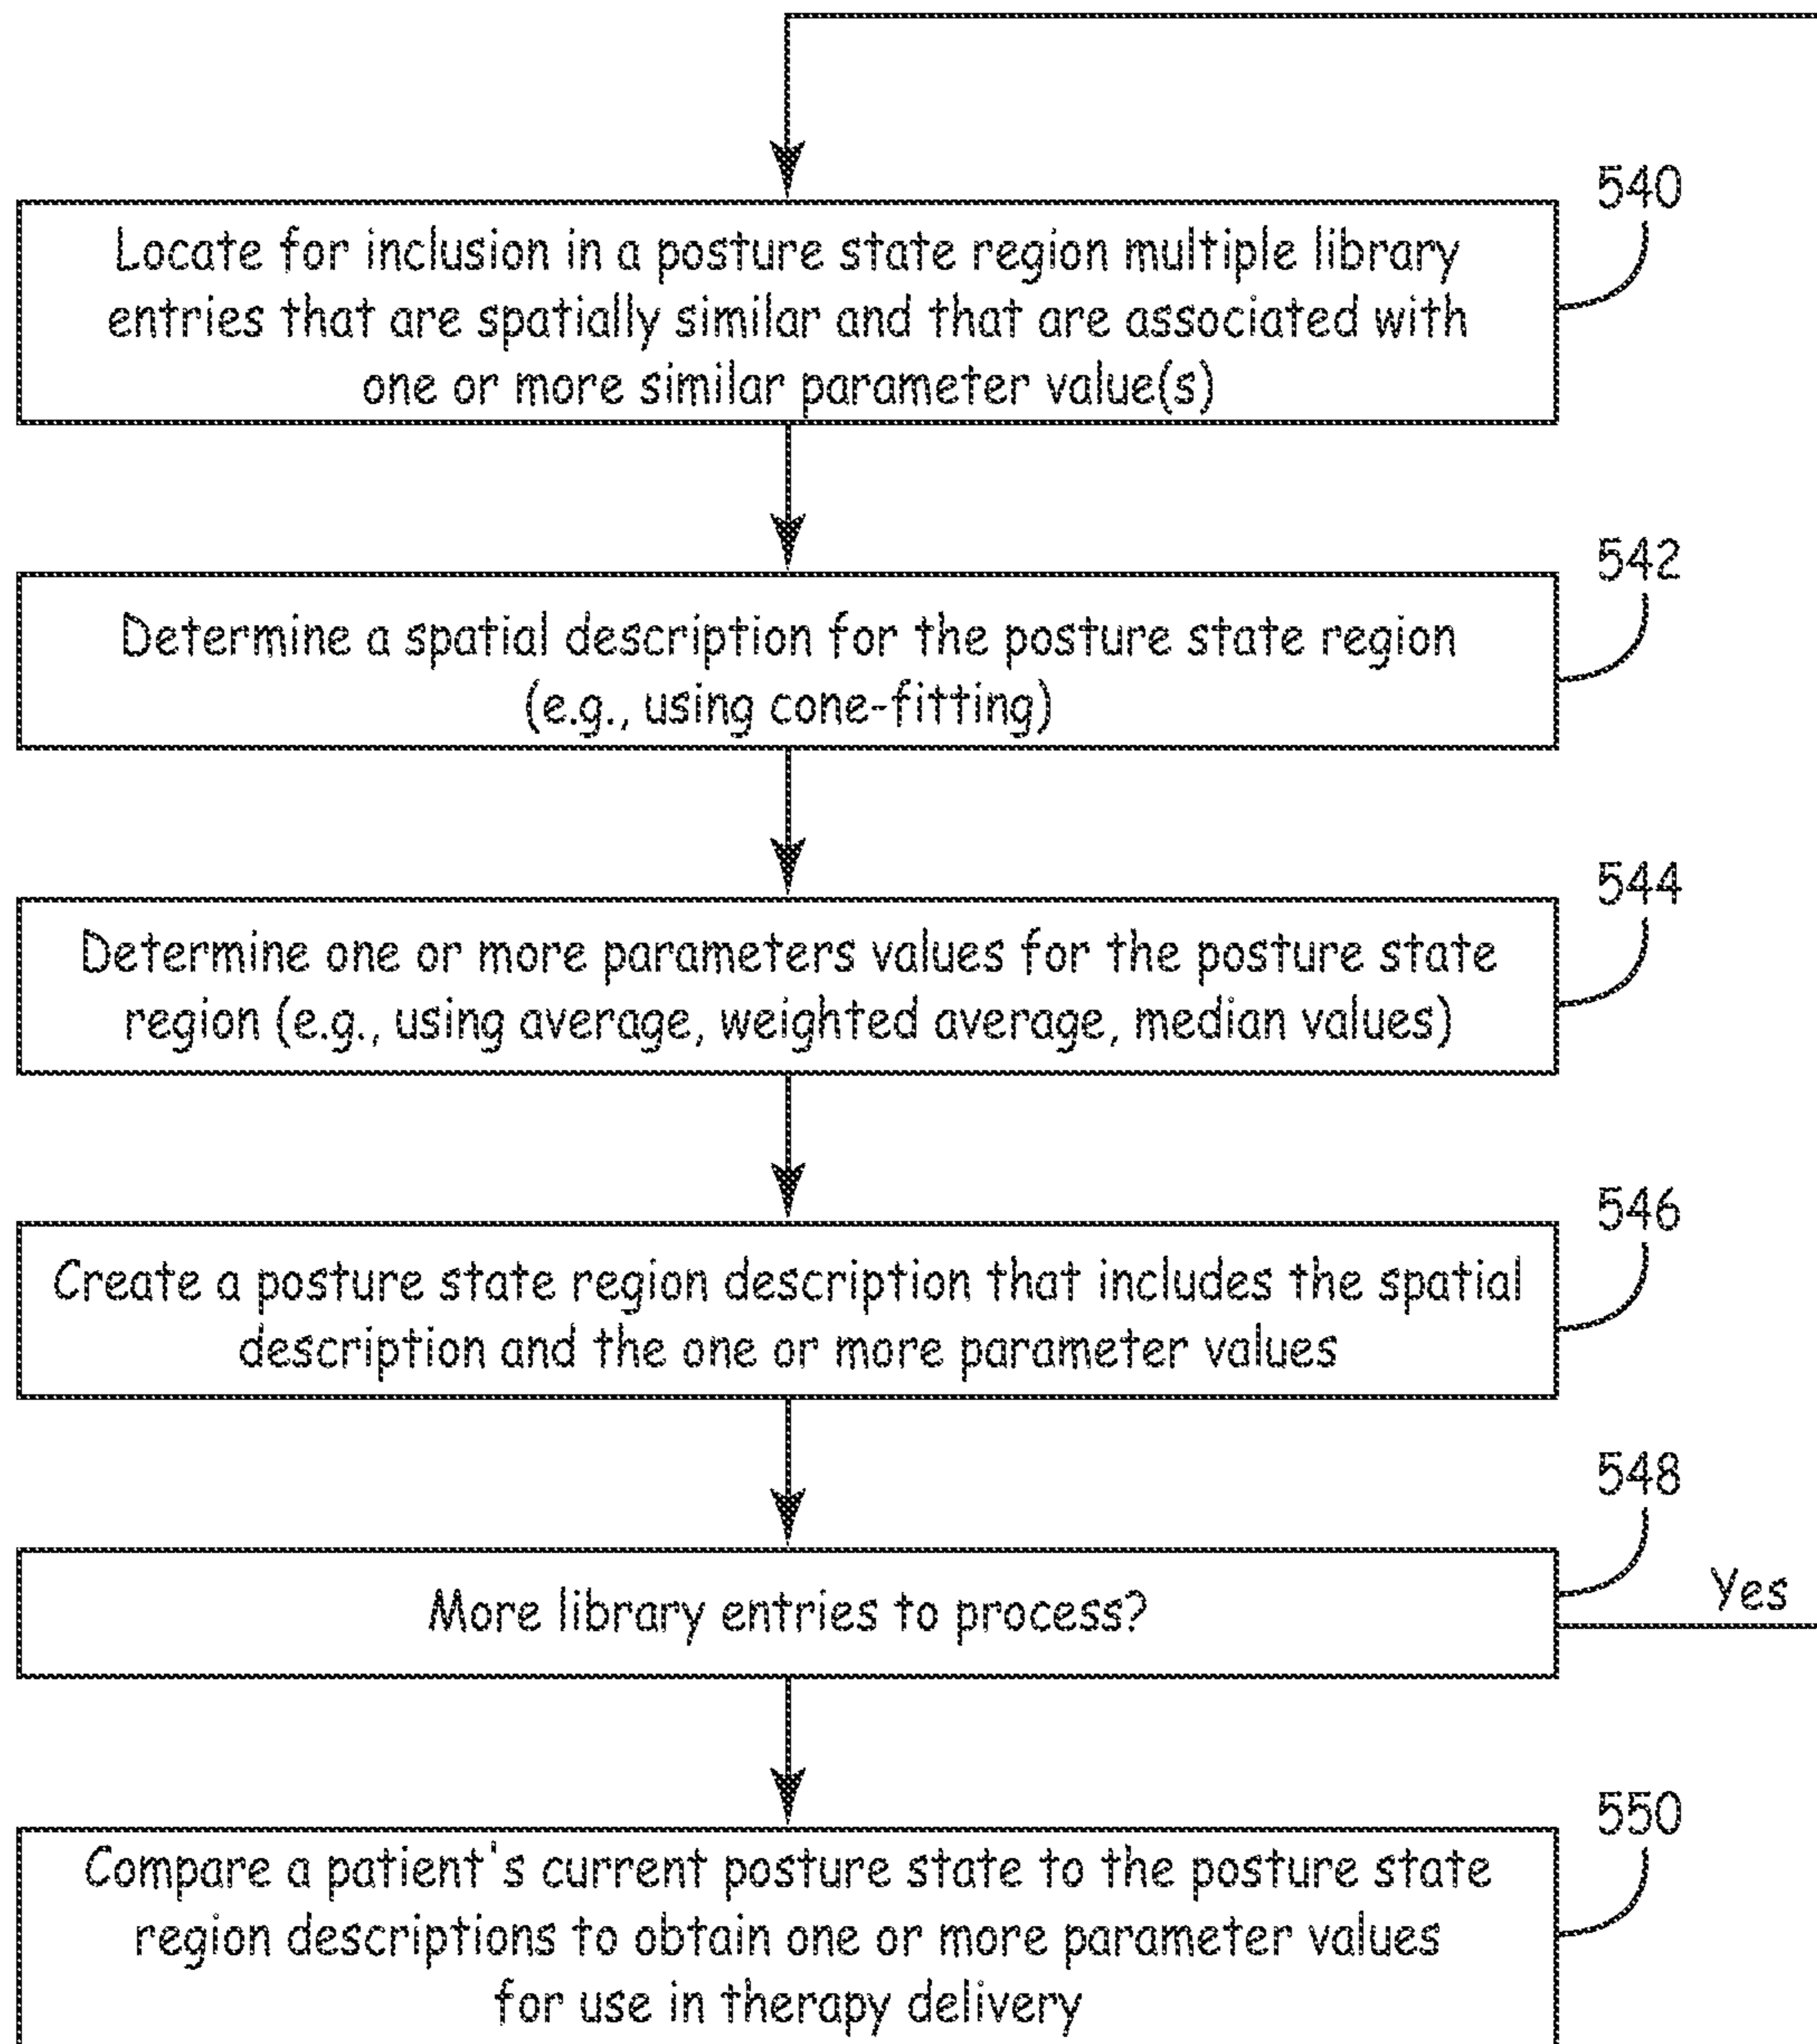 540
Locate for inclusion in a posture state region multiple library
entries that are spatially similar and that are associated with
one or more similar parameter value(s)
542
Determine a spatial description for the posture state region
(e.g., using cone-fitting)
544
Determine one or more parameters values for the posture state
region (e.g., using average, weighted average, median values)
546
Create a posture state region description that includes the spatial
description and the one or more parameter values
548
More library entries to process?
Yes
550
Compare a patient's current posture state to the posture state
region descriptions to obtain one or more parameter values
for use in therapy delivery